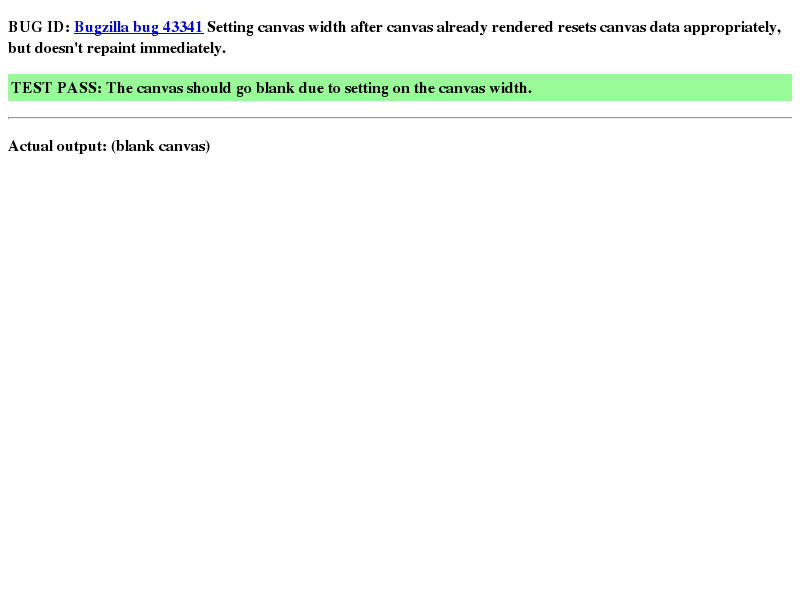 BUG ID: Bugzilla bug 43341 Setting canvas width after canvas already rendered resets canvas data appropriately,
but doesn't repaint immediately.
TEST PASS: The canvas should go blank due to setting on the canvas width.
Actual output: (blank canvas)